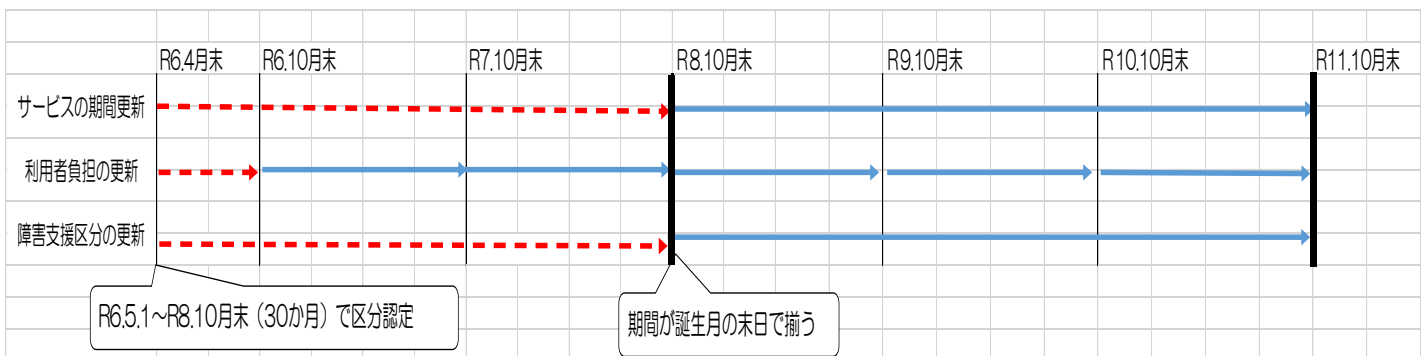 R6.4月末 R6.10月末 R7.10月末 R8.10月末 R9.10月末 R10.10月末 R11.10月末
サービスの期間更新
利用者負担の更新
障害支援区分の更新
R6.5.1～R8.10月末（30か月）で区分認定
期間が誕生月の末日で揃う